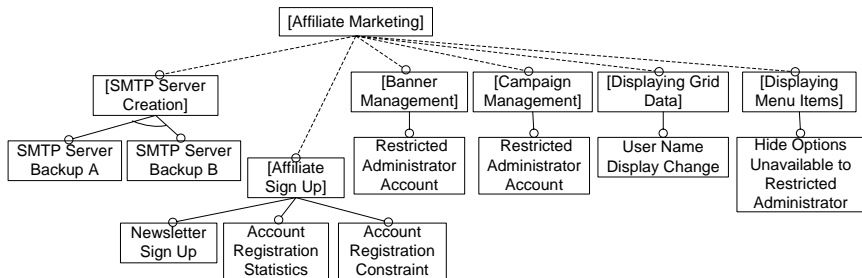 [Affiliate Marketing]
[SMTP Server
Creation]
[Banner
Management]
[Campaign
Management]
[Displaying Grid
Data]
[Displaying
Menu Items]
SMTP Server
Backup A
SMTP Server
Backup B
[Affiliate
Sign Up]
Restricted
Administrator
Account
Restricted
Administrator
Account
User Name
Display Change
Hide Options
Unavailable to
Restricted
Administrator
Newsletter
Sign Up
Account
Registration
Statistics
Account
Registration
Constraint